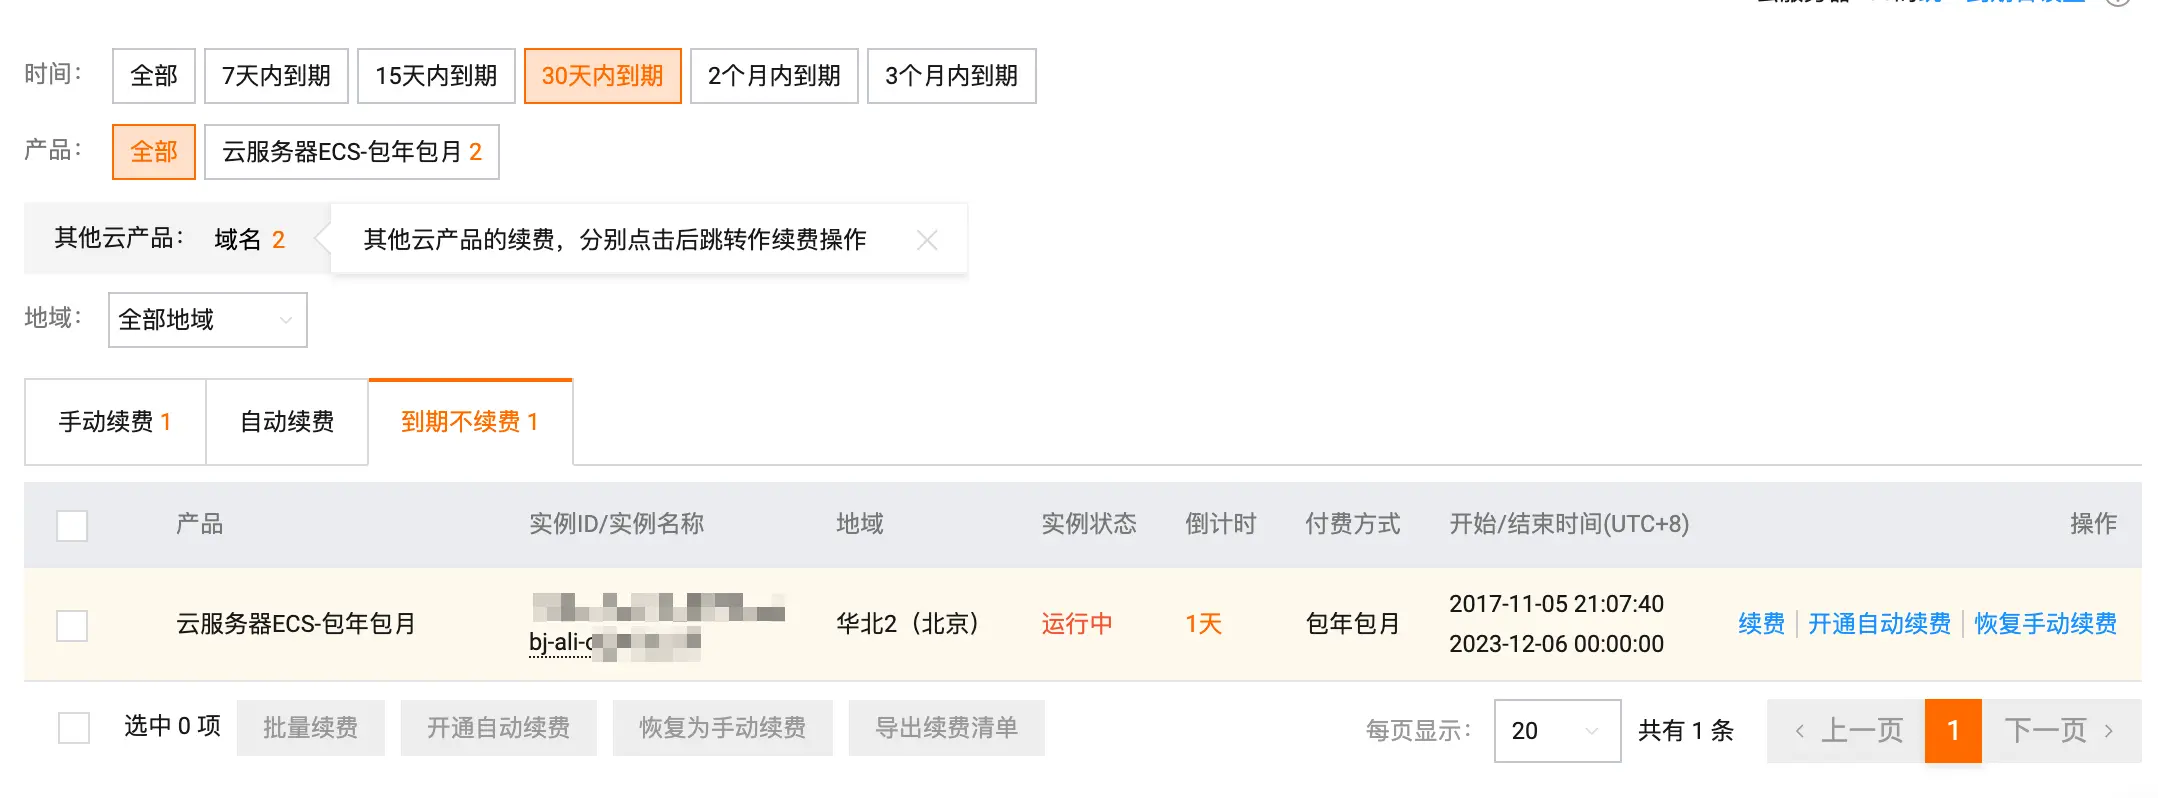 时间：
全部
7天内到期
15天内到期
30天内到期
2个月内到期
3个月内到期
产品：
全部
云服务器ECS-包年包月 2
其他云产品：
域名 2
其他云产品的续费，分别点击后跳转作续费操作
地域：
全部地域
手动续费 1
自动续费
到期不续费 1
产品
实例ID/实例名称
地域
实例状态
倒计时
付费方式
开始/结束时间(UTC+8)
操作
云服务器ECS-包年包月
bj-ali-
华北2（北京）
运行中
1天
包年包月
2017-11-05 21:07:40
2023-12-06 00:00:00
续费
开通自动续费
恢复手动续费
选中 0 项
批量续费
开通自动续费
恢复为手动续费
导出续费清单
每页显示：
20
共有 1 条
上一页
1
下一页